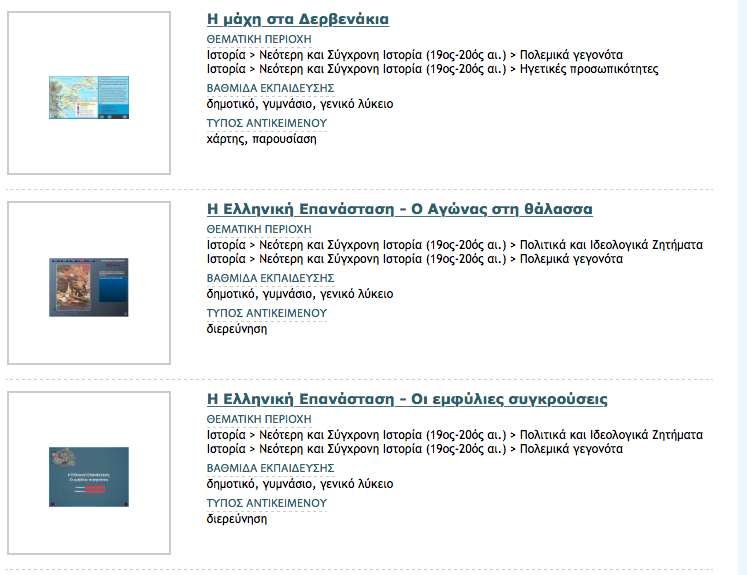 Η μάχη στα Δερβενάκια
ΘΕΜΑΤΙΚΗ ΠΕΡΙΟΧΗ
Ιστορία > Νεότερη και Σύγχρονη Ιστορία (19ος-20ός αι.) > Πολεμικά γεγονότα
Ιστορία > Νεότερη και Σύγχρονη Ιστορία (19ος-20ός αι.) > Ηγετικές προσωπικότητες
ΒΑΘΜΙΔΑ ΕΚΠΑΙΔΕΥΣΗΣ
δημοτικό, γυμνάσιο, γενικό λύκειο
ΤΥΠΟΣ ΑΝΤΙΚΕΙΜΕΝΟΥ
χάρτης, παρουσίαση
Η Ελληνική Επανάσταση - Ο Αγώνας στη θάλασσα
ΘΕΜΑΤΙΚΗ ΠΕΡΙΟΧΗ
Ιστορία > Νεότερη και Σύγχρονη Ιστορία (19ος-20ός αι.) > Πολιτικά και Ιδεολογικά Ζητήματα
Ιστορία > Νεότερη και Σύγχρονη Ιστορία (19ος-20ός αι.) > Πολεμικά γεγονότα
ΒΑΘΜΙΔΑ ΕΚΠΑΙΔΕΥΣΗΣ
δημοτικό, γυμνάσιο, γενικό λύκειο
ΤΥΠΟΣ ΑΝΤΙΚΕΙΜΕΝΟΥ
διερεύνηση
Η Ελληνική Επανάσταση - Οι εμφύλιες συγκρούσεις
ΘΕΜΑΤΙΚΗ ΠΕΡΙΟΧΗ
Ιστορία > Νεότερη και Σύγχρονη Ιστορία (19ος-20ός αι.) > Πολιτικά και Ιδεολογικά Ζητήματα
Ιστορία > Νεότερη και Σύγχρονη Ιστορία (19ος-20ός αι.) > Πολεμικά γεγονότα
ΒΑΘΜΙΔΑ ΕΚΠΑΙΔΕΥΣΗΣ
δημοτικό, γυμνάσιο, γενικό λύκειο
ΤΥΠΟΣ ΑΝΤΙΚΕΙΜΕΝΟΥ
διερεύνηση